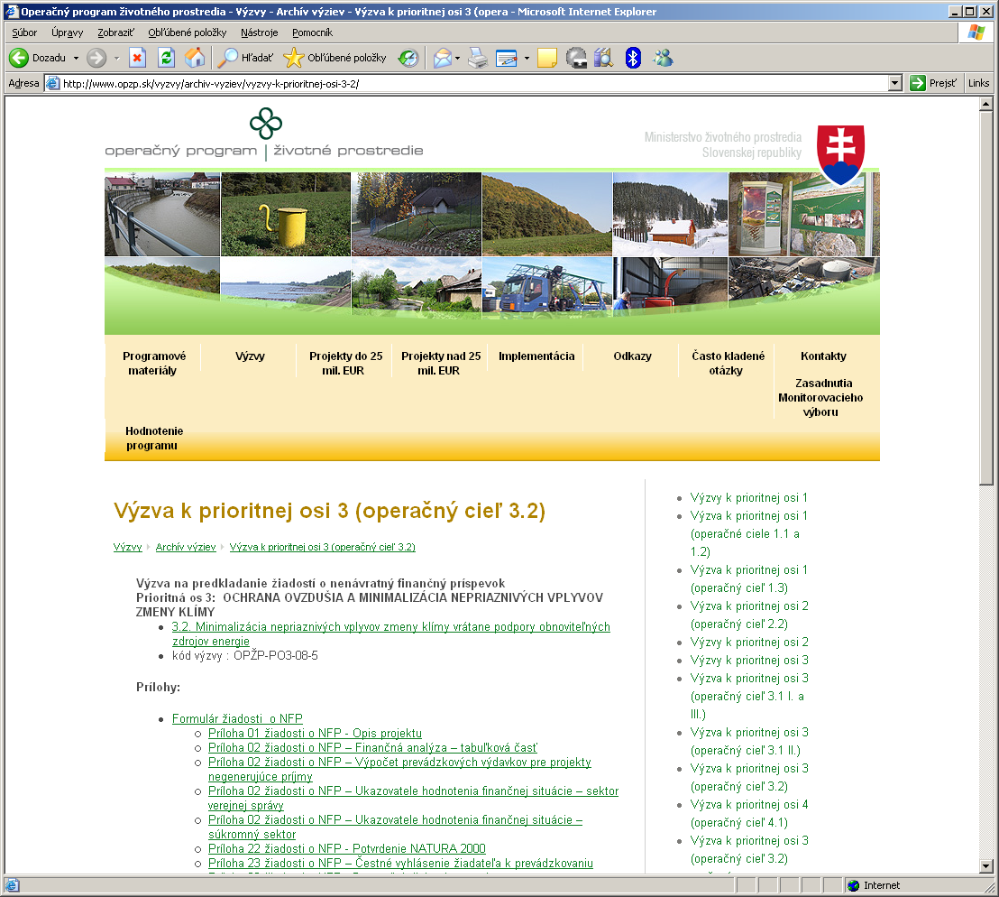 Operačný program životného prostredia - Výzvy - Archív výziev - Výzva k prioritnej osi 3 (opera - Microsoft Internet Explorer
Súbor Úpravy Zobraziť Obľúbené položky Nástroje Pomocník
Dozadu Hľadať Obľúbené položky
Adresa http://www.opzp.sk/vyzvy/archiv-vyziev/vyzvy-k-prioritnej-osi-3-2/ Prejsť Links
operačný program | životné prostredie
Ministerstvo životného prostredia
Slovenskej republiky
Programové
materiály
Výzvy
Projekty do 25
mil. EUR
Projekty nad 25
mil. EUR
Implementácia
Odkazy
Často kladené
otázky
Kontakty
Zasadnutia
Monitorovacieho
výboru
Hodnotenie
programu
Výzva k prioritnej osi 3 (operačný cieľ 3.2)
Výzvy Archív výziev Výzva k prioritnej osi 3 (operačný cieľ 3.2)
Výzva na predkladanie žiadostí o nenávratný finančný príspevok
Prioritná os 3: OCHRANA OVZDUŠIA A MINIMALIZÁCIA NEPRIAZNIVÝCH VPLYVOV
ZMENY KLÍMY
3.2. Minimalizácia nepriaznivých vplyvov zmeny klímy vrátane podpory obnoviteľných
zdrojov energie
kód výzvy : OPŽP-PO3-08-5
Prílohy:
Formulár žiadosti o NFP
Príloha 01 žiadosti o NFP - Opis projektu
Príloha 02 žiadosti o NFP – Finančná analýza – tabuľková časť
Príloha 02 žiadosti o NFP – Výpočet prevádzkových výdavkov pre projekty
negenerujúce príjmy
Príloha 02 žiadosti o NFP – Ukazovatele hodnotenia finančnej situácie – sektor
verejnej správy
Príloha 02 žiadosti o NFP – Ukazovatele hodnotenia finančnej situácie –
súkromný sektor
Príloha 22 žiadosti o NFP - Potvrdenie NATURA 2000
Príloha 23 žiadosti o NFP – Čestné vyhlásenie žiadateľa k prevádzkovaniu
Výzvy k prioritnej osi 1
Výzva k prioritnej osi 1
(operačné ciele 1.1 a
1.2)
Výzva k prioritnej osi 1
(operačný cieľ 1.3)
Výzva k prioritnej osi 2
(operačný cieľ 2.2)
Výzvy k prioritnej osi 2
Výzvy k prioritnej osi 3
Výzva k prioritnej osi 3
(operačný cieľ 3.1 I. a
III.)
Výzva k prioritnej osi 3
(operačný cieľ 3.1 II.)
Výzva k prioritnej osi 3
(operačný cieľ 3.2)
Výzva k prioritnej osi 4
(operačný cieľ 4.1)
Výzva k prioritnej osi 3
(operačný cieľ 3.2)
Internet